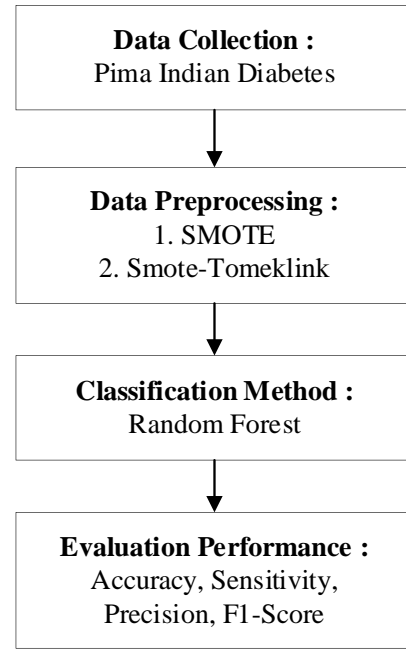 Data Collection :
Pima Indian Diabetes
Data Preprocessing :
1. SMOTE
2. Smote-Tomeklink
Classification Method :
Random Forest
Evaluation Performance :
Accuracy, Sensitivity,
Precision, F1-Score